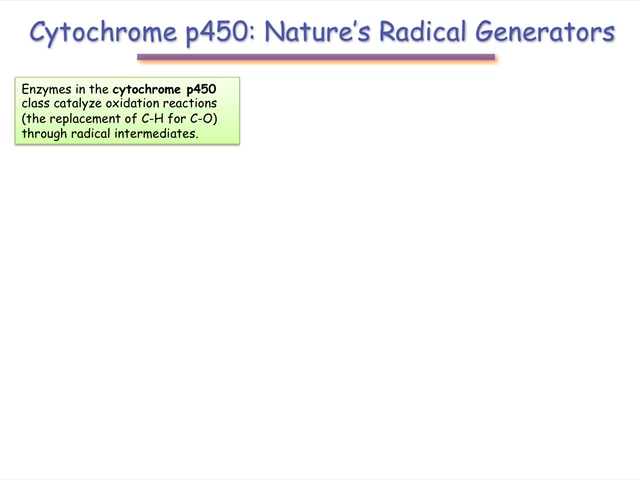 Cytochrome p450: Nature's Radical Generators
Enzymes in the cytochrome p450
class catalyze oxidation reactions
(the replacement of C-H for C-O)
through radical intermediates.